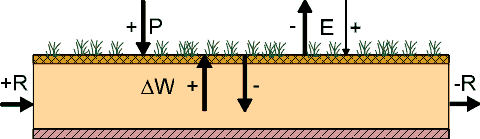 + P - E +
+R ΔW + - -R